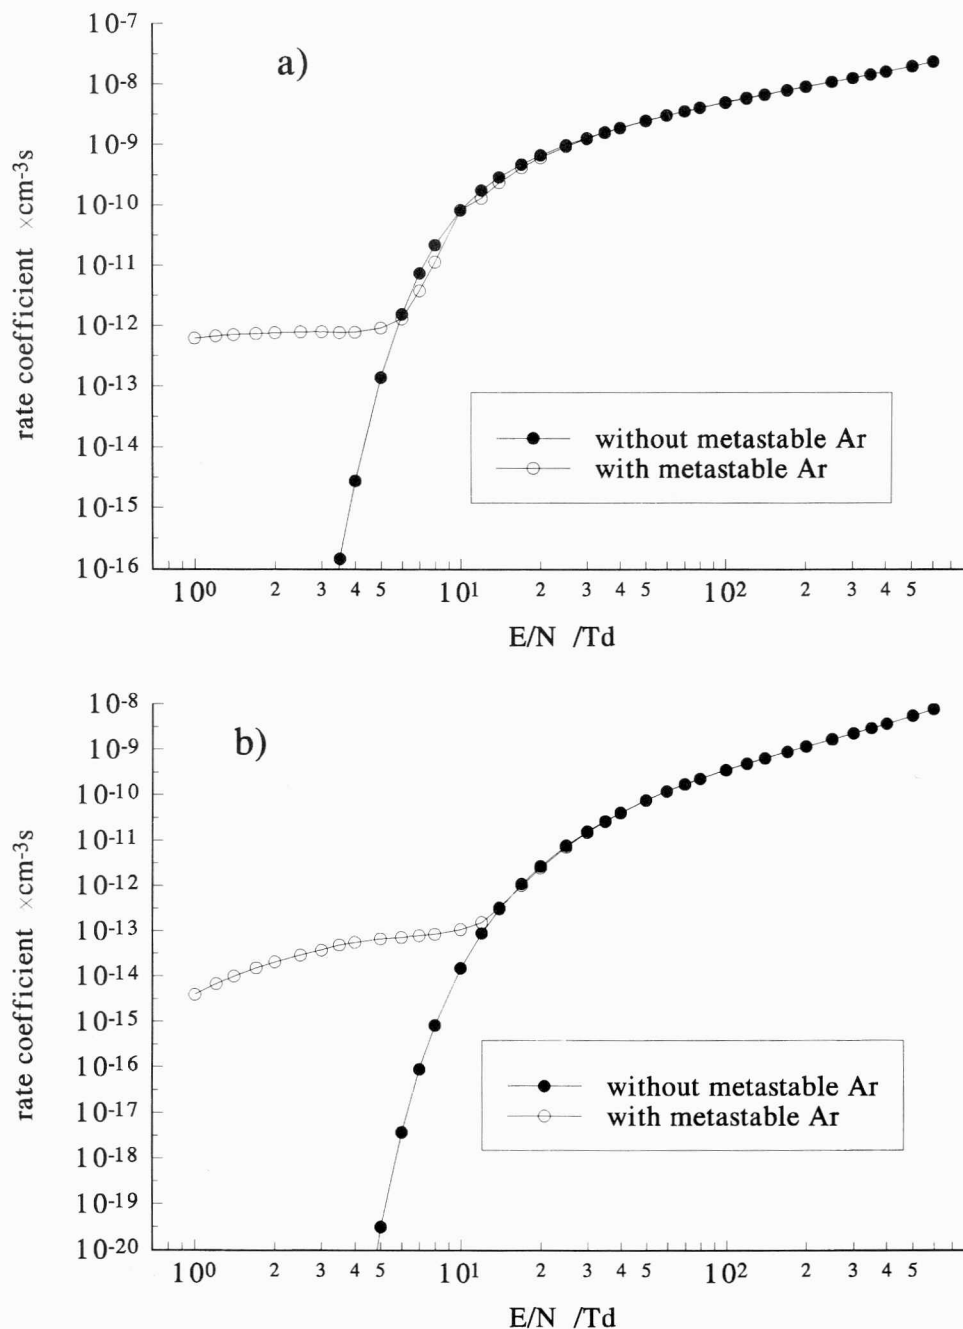 a)
rate coefficient ×cm-3s
10-7
10-8
10-9
10-10
10-11
10-12
10-13
10-14
10-15
10-16
without metastable Ar
with metastable Ar
100 2 3 4 5 101 2 3 4 5 102 2 3 4 5
E/N /Td
b)
rate coefficient ×cm-3s
10-8
10-9
10-10
10-11
10-12
10-13
10-14
10-15
10-16
10-17
10-18
10-19
10-20
without metastable Ar
with metastable Ar
100 2 3 4 5 101 2 3 4 5 102 2 3 4 5
E/N /Td